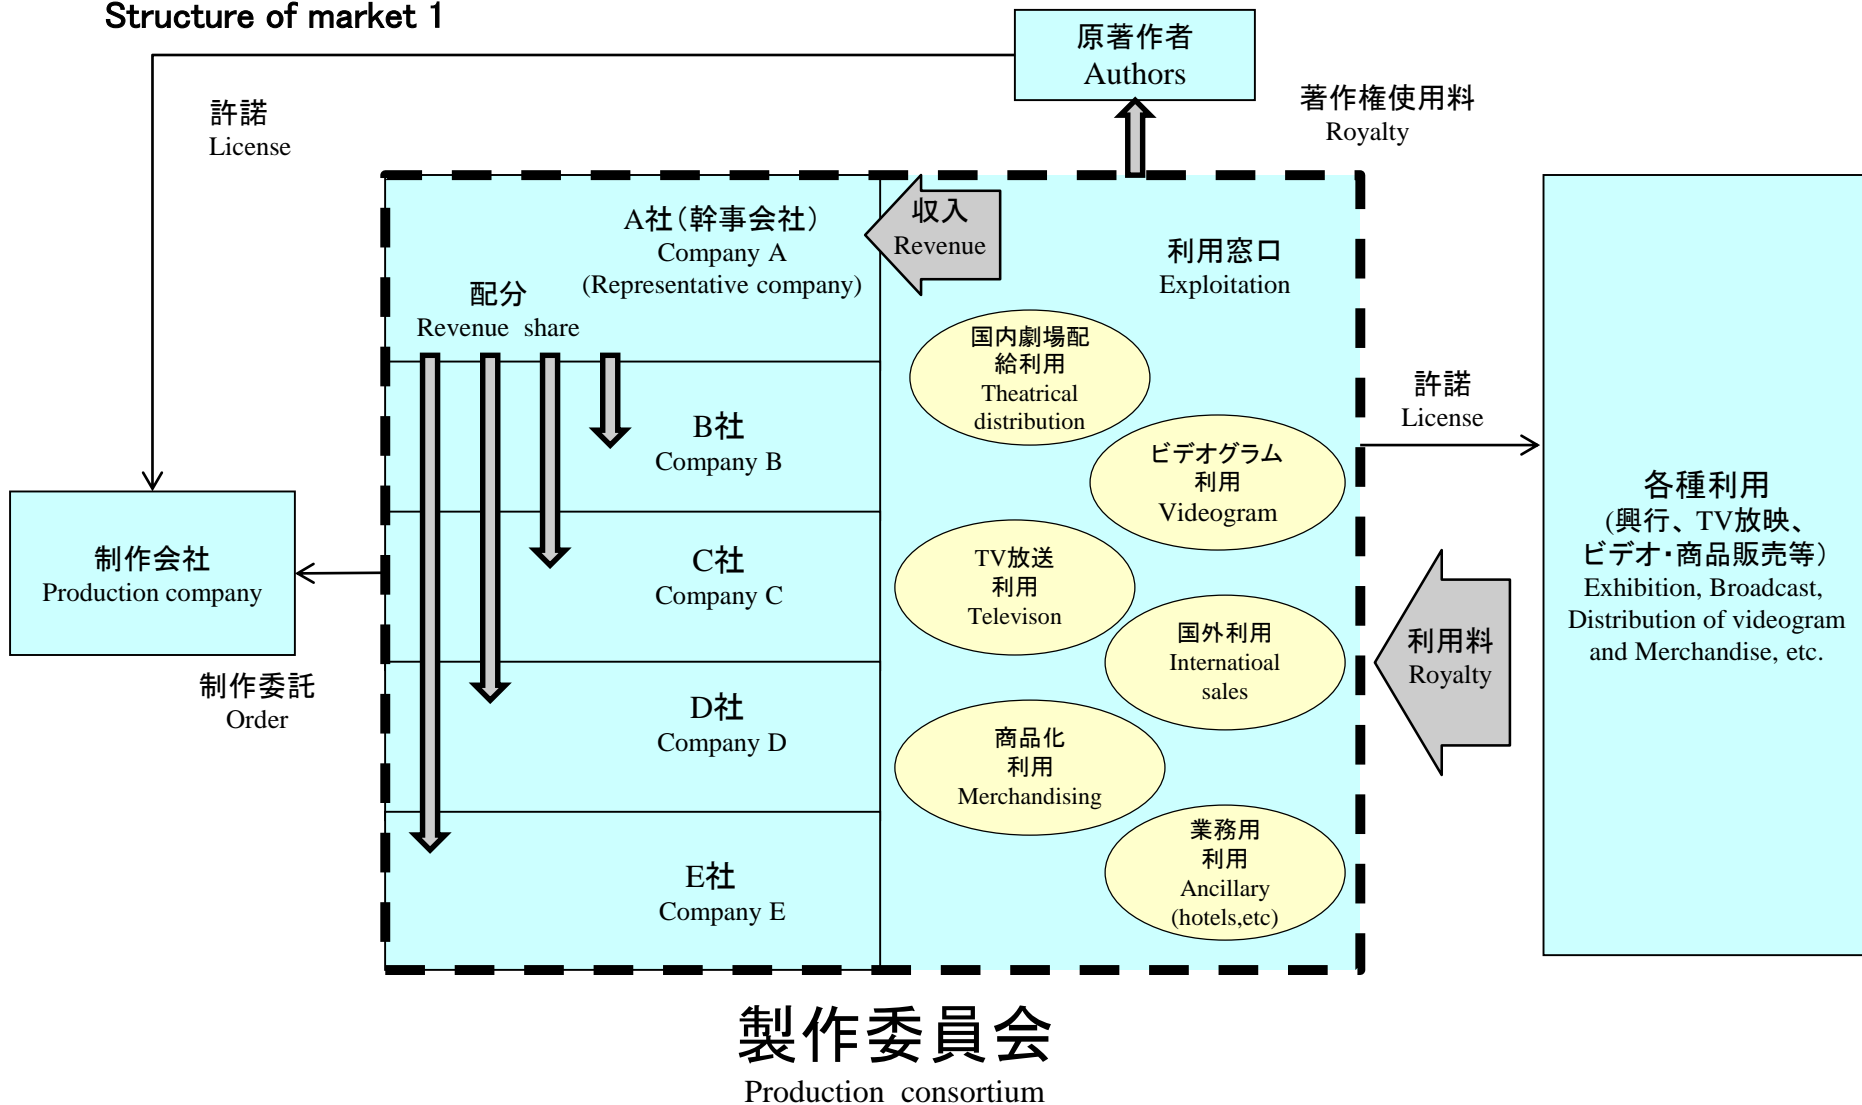 Structure of market 1
原著作者
Authors
許諾
License
著作権使用料
Royalty
A社（幹事会社）
Company A
(Representative company)
収入
Revenue
利用窓口
Exploitation
配分
Revenue share
国内劇場配
給利用
Theatrical
distribution
許諾
License
B社
Company B
ビデオグラム
利用
Videogram
各種利用
(興行、TV放映、
ビデオ・商品販売等)
Exhibition, Broadcast,
Distribution of videogram
and Merchandise, etc.
制作会社
Production company
C社
Company C
TV放送
利用
Televison
国外利用
Internatioal
sales
利用料
Royalty
制作委託
Order
D社
Company D
商品化
利用
Merchandising
業務用
利用
Ancillary
(hotels,etc)
E社
Company E
製作委員会
Production consortium